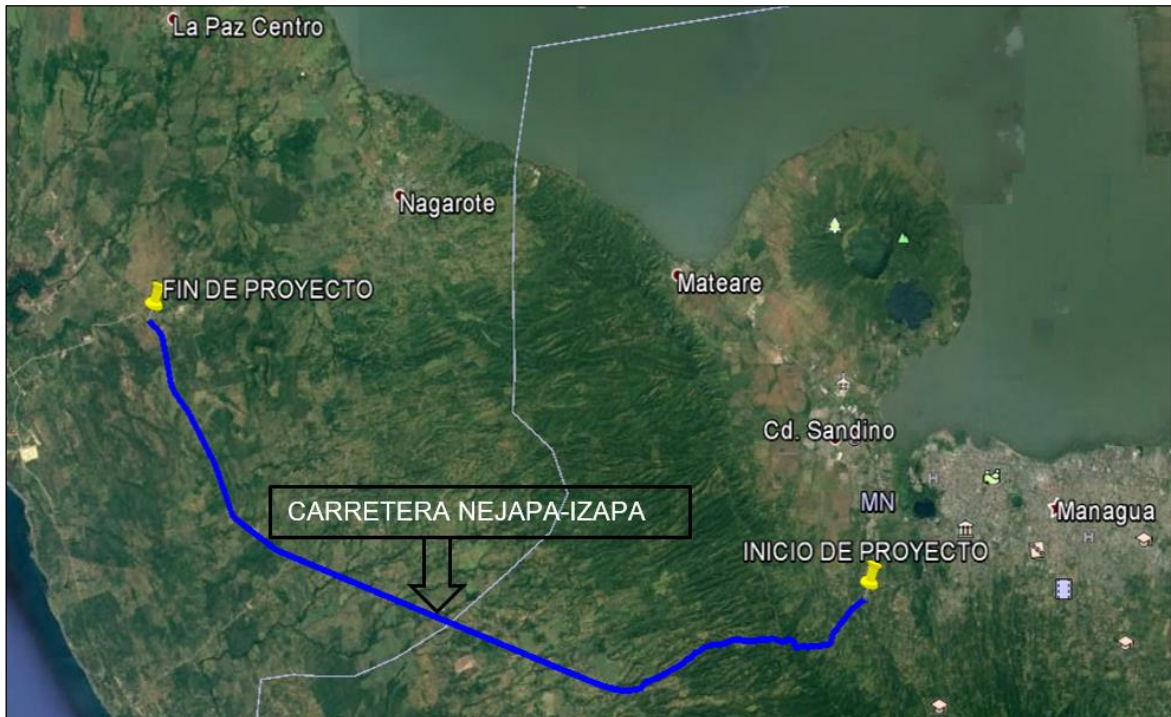 La Paz Centro
Nagarote
FIN DE PROYECTO
Mateare
Cd. Sandino
CARRETERA NEJAPA-IZAPA
MN
Managua
INICIO DE PROYECTO
H
H